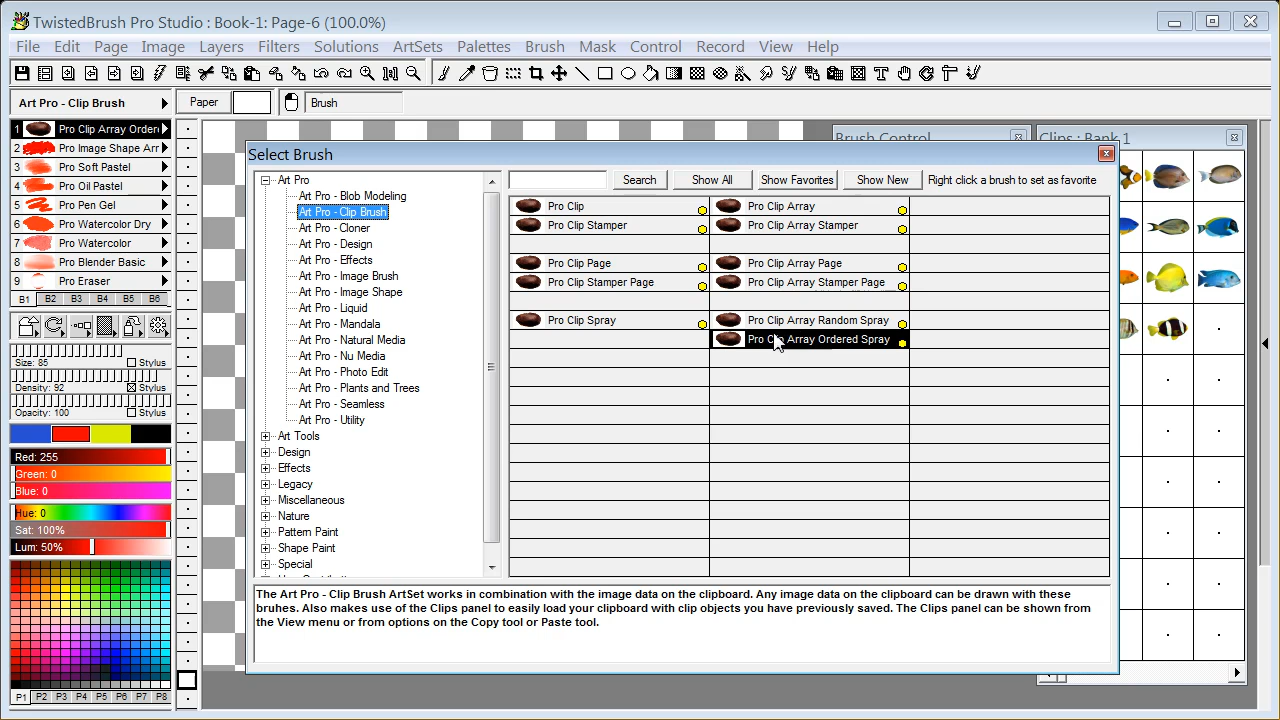 TwistedBrush Pro Studio : Book-1: Page-6 (100.0%)
File Edit Page Image Layers Filters Solutions ArtSets Palettes Brush Mask Control Record View Help
Art Pro - Clip Brush
Paper
Brush
1 Pro Clip Array Ordere
2 Pro Image Shape Arr
3 Pro Soft Pastel
4 Pro Oil Pastel
5 Pro Pen Gel
6 Pro Watercolor Dry
7 Pro Watercolor
8 Pro Blender Basic
9 Pro Eraser
B1 B2 B3 B4 B5 B6
Size: 85 Stylus
Density: 92 Stylus
Opacity: 100 Stylus
Red: 255
Green: 0
Blue: 0
Hue: 0
Sat: 100%
Lum: 50%
P1 P2 P3 P4 P5 P6 P7 P8
Brush Control
Clips : Bank 1
Select Brush
Art Pro
Art Pro - Blob Modeling
Art Pro - Clip Brush
Art Pro - Cloner
Art Pro - Design
Art Pro - Effects
Art Pro - Image Brush
Art Pro - Image Shape
Art Pro - Liquid
Art Pro - Mandala
Art Pro - Natural Media
Art Pro - Nu Media
Art Pro - Photo Edit
Art Pro - Plants and Trees
Art Pro - Seamless
Art Pro - Utility
Art Tools
Design
Effects
Legacy
Miscellaneous
Nature
Pattern Paint
Shape Paint
Special
Search Show All Show Favorites Show New Right click a brush to set as favorite
Pro Clip Pro Clip Array
Pro Clip Stamper Pro Clip Array Stamper
Pro Clip Page Pro Clip Array Page
Pro Clip Stamper Page Pro Clip Array Stamper Page
Pro Clip Spray Pro Clip Array Random Spray
Pro Clip Array Ordered Spray
The Art Pro - Clip Brush ArtSet works in combination with the image data on the clipboard. Any image data on the clipboard can be drawn with these
bruhes. Also makes use of the Clips panel to easily load your clipboard with clip objects you have previously saved. The Clips panel can be shown from
the View menu or from options on the Copy tool or Paste tool.